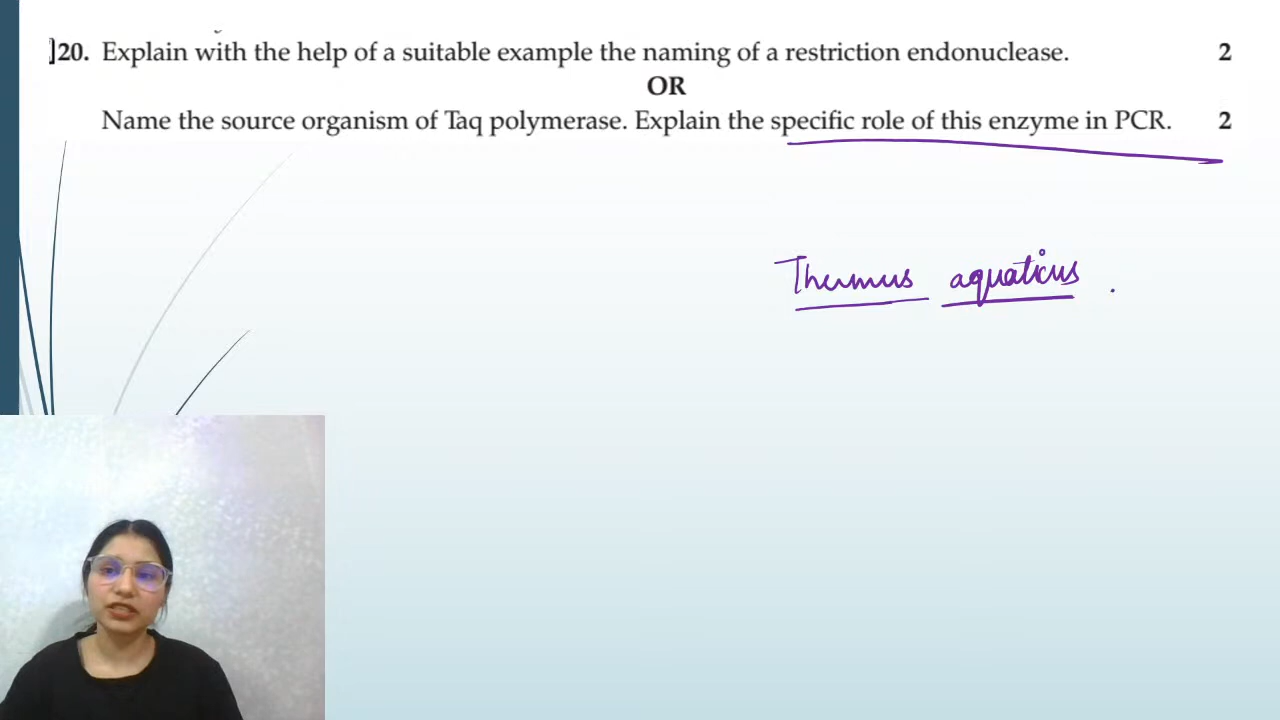 ]20. Explain with the help of a suitable example the naming of a restriction endonuclease. 2
OR
Name the source organism of Taq polymerase. Explain the specific role of this enzyme in PCR. 2
Thermus aquaticus .